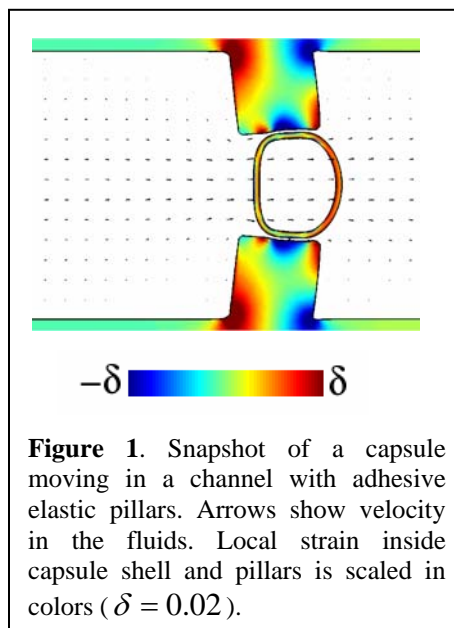 −δ δ
Figure 1. Snapshot of a capsule
moving in a channel with adhesive
elastic pillars. Arrows show velocity
in the fluids. Local strain inside
capsule shell and pillars is scaled in
colors ( δ = 0.02 ).